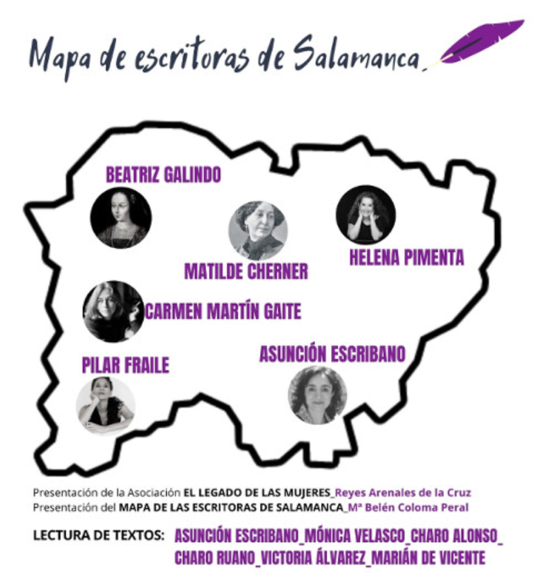 Mapa de escritoras de Salamanca.
BEATRIZ GALINDO
MATILDE CHERNER
HELENA PIMENTA
CARMEN MARTÍN GAITE
PILAR FRAILE
ASUNCIÓN ESCRIBANO
Presentación de la Asociación EL LEGADO DE LAS MUJERES_Reyes Arenales de la Cruz
Presentación del MAPA DE LAS ESCRITORAS DE SALAMANCA_Mª Belén Coloma Peral
LECTURA DE TEXTOS: ASUNCIÓN ESCRIBANO_MÓNICA VELASCO_CHARO ALONSO_
CHARO RUANO_VICTORIA ÁLVAREZ_MARIÁN DE VICENTE